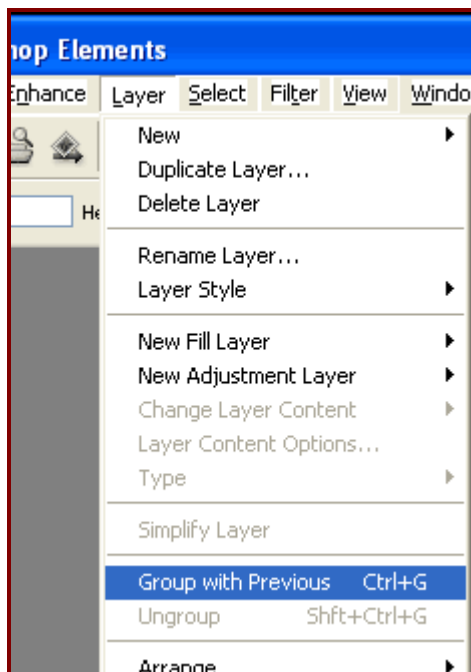 hop Elements
Enhance Layer Select Filter View Windo
New
He
Duplicate Layer...
Delete Layer
Rename Layer...
Layer Style
New Fill Layer
New Adjustment Layer
Change Layer Content
Layer Content Options...
Type
Simplify Layer
Group with Previous Ctrl+G
Ungroup Shft+Ctrl+G
Arrange